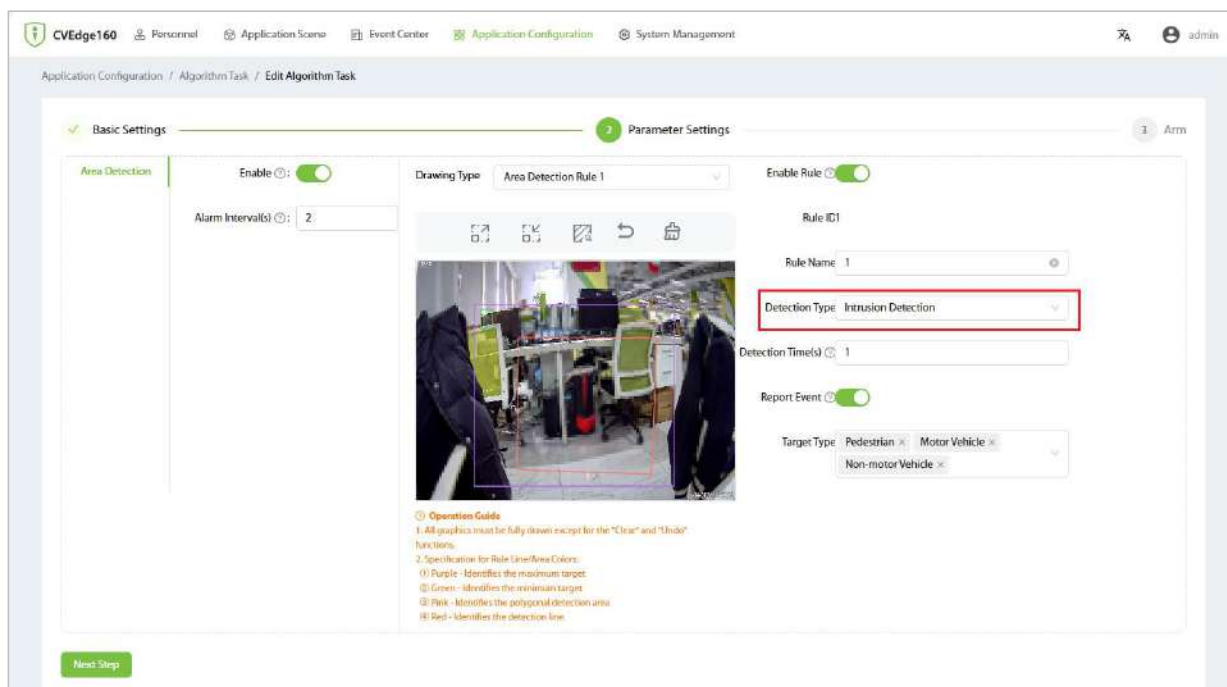 CVEdge160 Personnel Application Scene Event Center Application Configuration System Management admin
Application Configuration / Algorithm Task / Edit Algorithm Task
Basic Settings 2 Parameter Settings 3 Arm
Area Detection
Enable :
Alarm Interval(s) : 2
Drawing Type Area Detection Rule 1
Enable Rule
Rule ID1
Rule Name 1
Detection Type Intrusion Detection
Detection Time(s) 1
Report Event
Target Type Pedestrian × Motor Vehicle ×
Non-motor Vehicle ×
Operation Guide
1. All graphics must be fully drawn except for the "Clear" and "Undo"
functions.
2. Specification for Rule Line/Area Colors:
① Purple - Identifies the maximum target
② Green - Identifies the minimum target
③ Pink - Identifies the polygonal detection area
④ Red - Identifies the detection line
Next Step